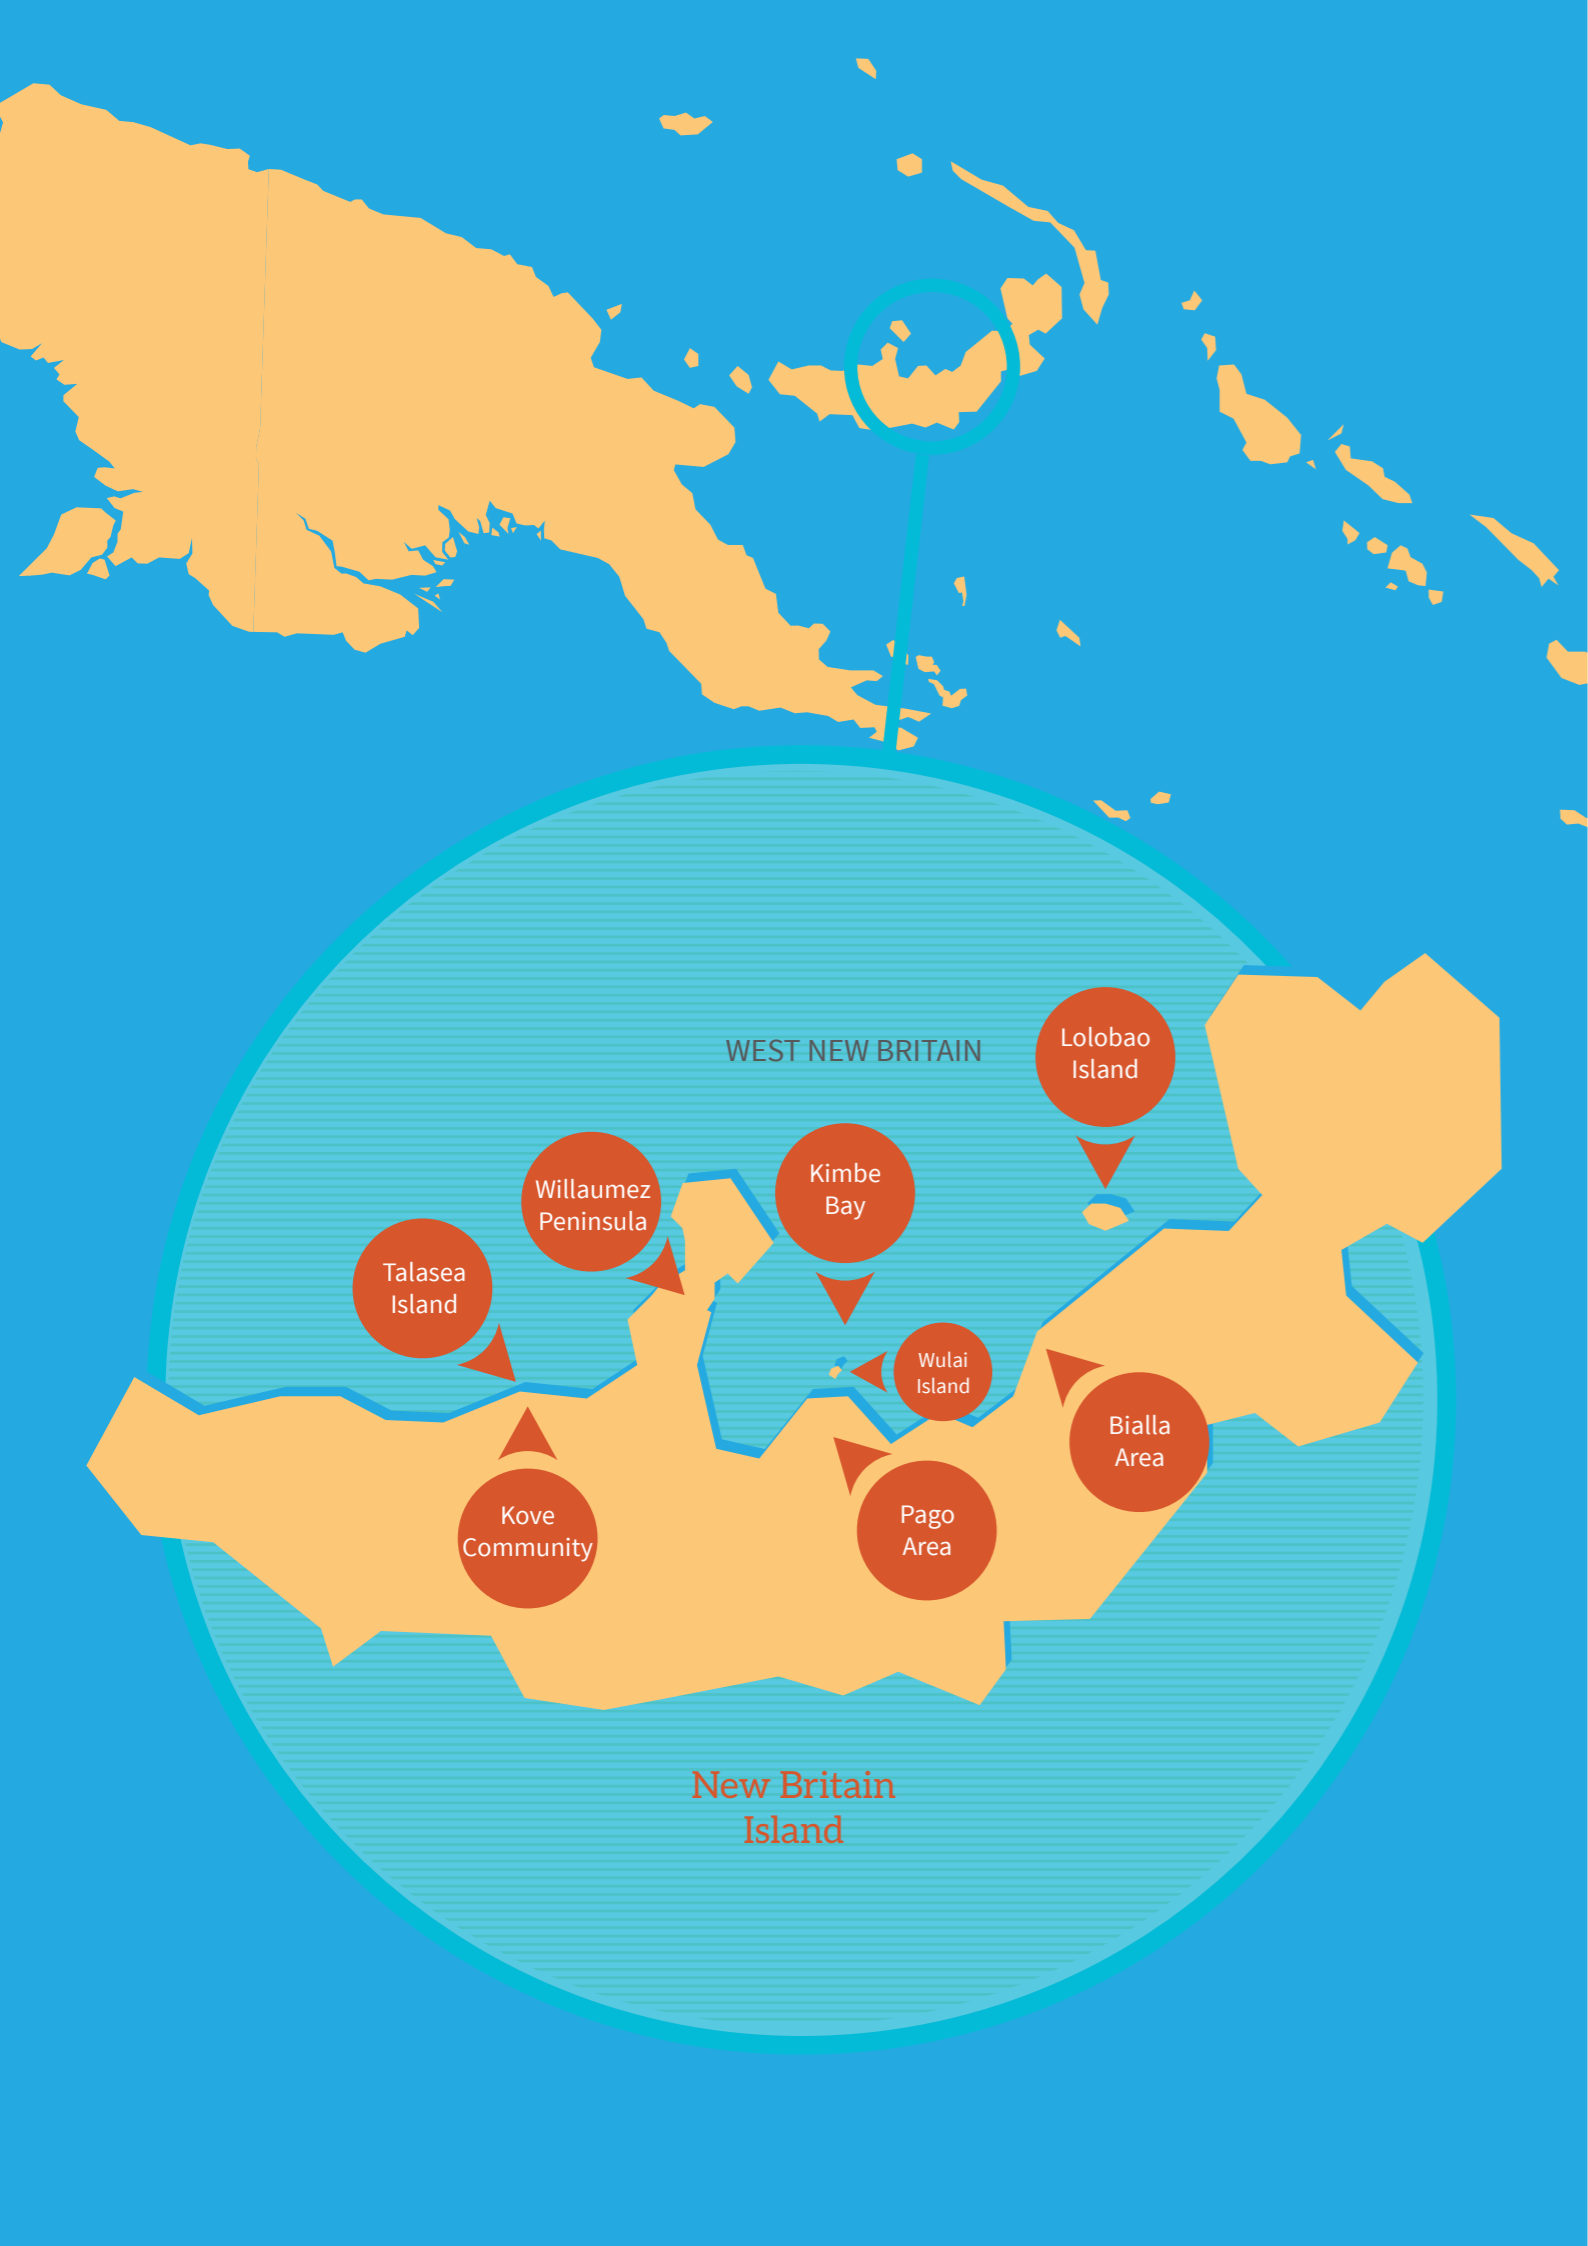 WEST NEW BRITAIN
Lolobao
Island
Willaumez
Peninsula
Kimbe
Bay
Talasea
Island
Wulai
Island
Bialla
Area
Kove
Community
Pago
Area
New Britain
Island